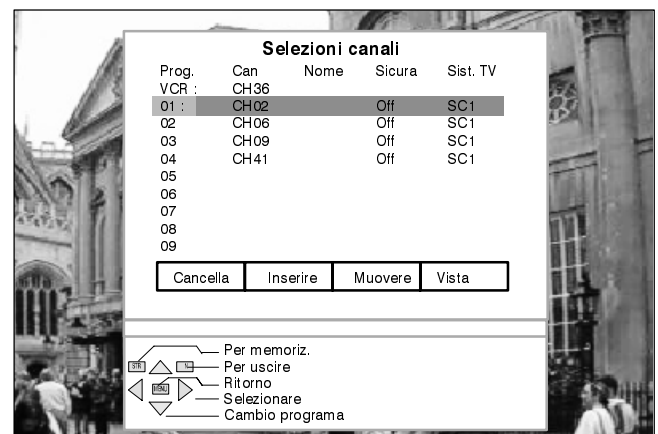 Selezioni canali
Prog. Can Nome Sicura Sist. TV
VCR : CH36
01 : CH02 Off SC1
02 CH06 Off SC1
03 CH09 Off SC1
04 CH41 Off SC1
05
06
07
08
09
Cancella Inserire Muovere Vista
Per memoriz.
STR N Per uscire
Ritorno
MENU Selezionare
Cambio programa